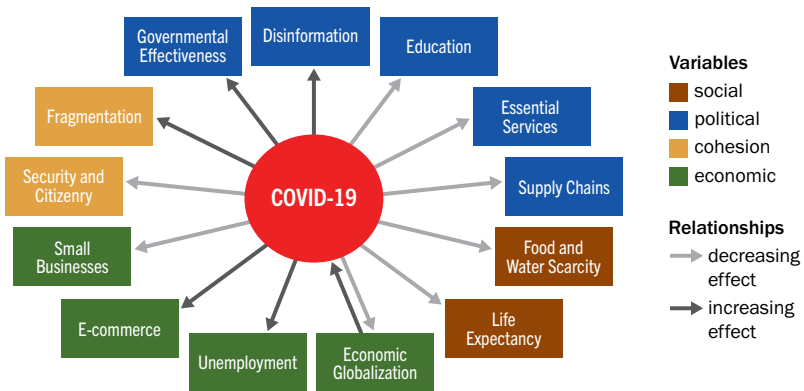 Governmental
Effectiveness
Disinformation
Education
Fragmentation
Essential
Services
Security and
Citizenry
COVID-19
Supply Chains
Small
Businesses
Food and
Water Scarcity
E-commerce
Unemployment
Economic
Globalization
Life
Expectancy
Variables
social
political
cohesion
economic
Relationships
decreasing
effect
increasing
effect